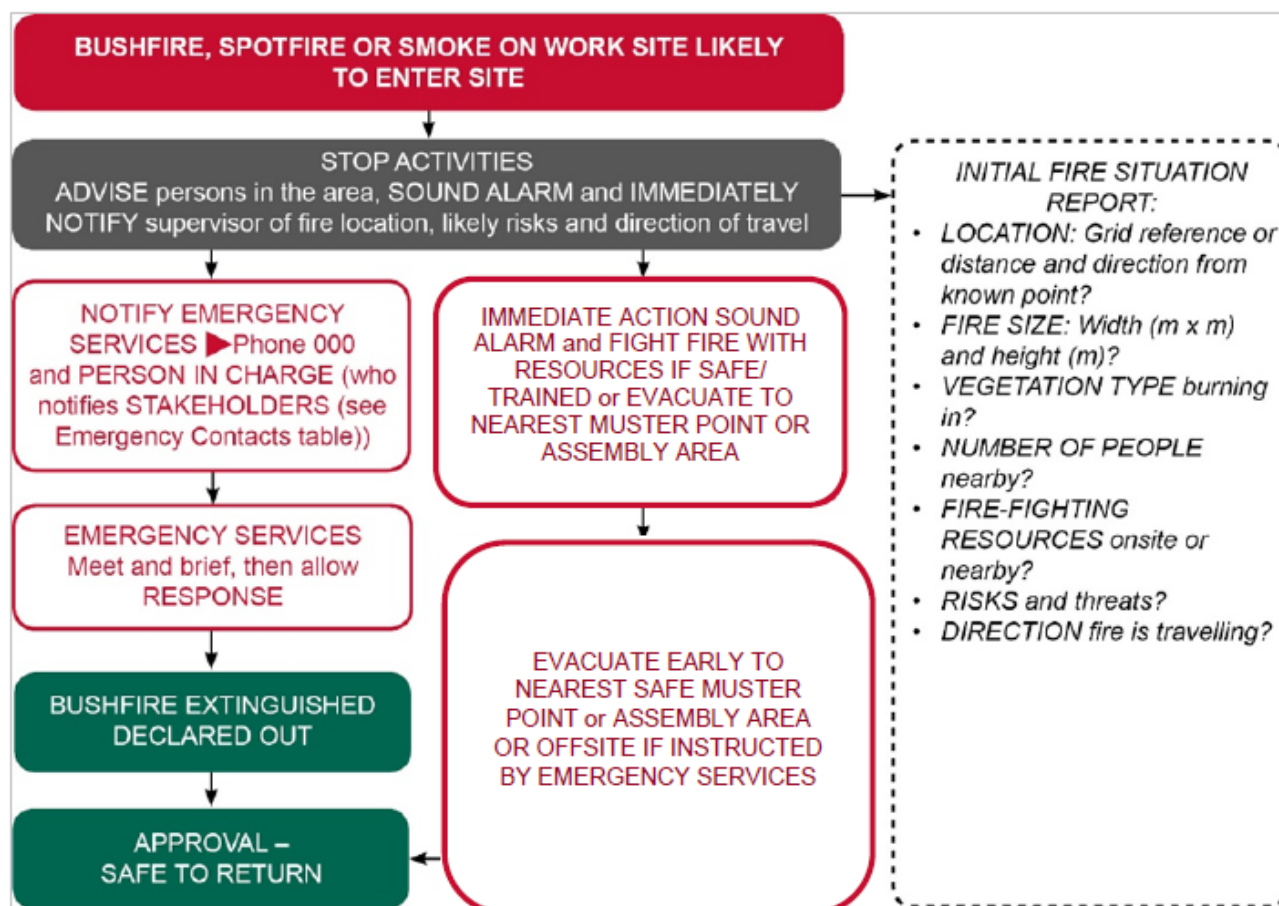 BUSHFIRE, SPOTFIRE OR SMOKE ON WORK SITE LIKELY
TO ENTER SITE
STOP ACTIVITIES
ADVISE persons in the area, SOUND ALARM and IMMEDIATELY
NOTIFY supervisor of fire location, likely risks and direction of travel
NOTIFY EMERGENCY
SERVICES ▶Phone 000
and PERSON IN CHARGE (who
notifies STAKEHOLDERS (see
Emergency Contacts table))
EMERGENCY SERVICES
Meet and brief, then allow
RESPONSE
BUSHFIRE EXTINGUISHED
DECLARED OUT
APPROVAL –
SAFE TO RETURN
IMMEDIATE ACTION SOUND
ALARM and FIGHT FIRE WITH
RESOURCES IF SAFE/
TRAINED or EVACUATE TO
NEAREST MUSTER POINT OR
ASSEMBLY AREA
EVACUATE EARLY TO
NEAREST SAFE MUSTER
POINT or ASSEMBLY AREA
OR OFFSITE IF INSTRUCTED
BY EMERGENCY SERVICES
INITIAL FIRE SITUATION
REPORT:
• LOCATION: Grid reference or
distance and direction from
known point?
• FIRE SIZE: Width (m x m)
and height (m)?
• VEGETATION TYPE burning
in?
• NUMBER OF PEOPLE
nearby?
• FIRE-FIGHTING
RESOURCES onsite or
nearby?
• RISKS and threats?
• DIRECTION fire is travelling?